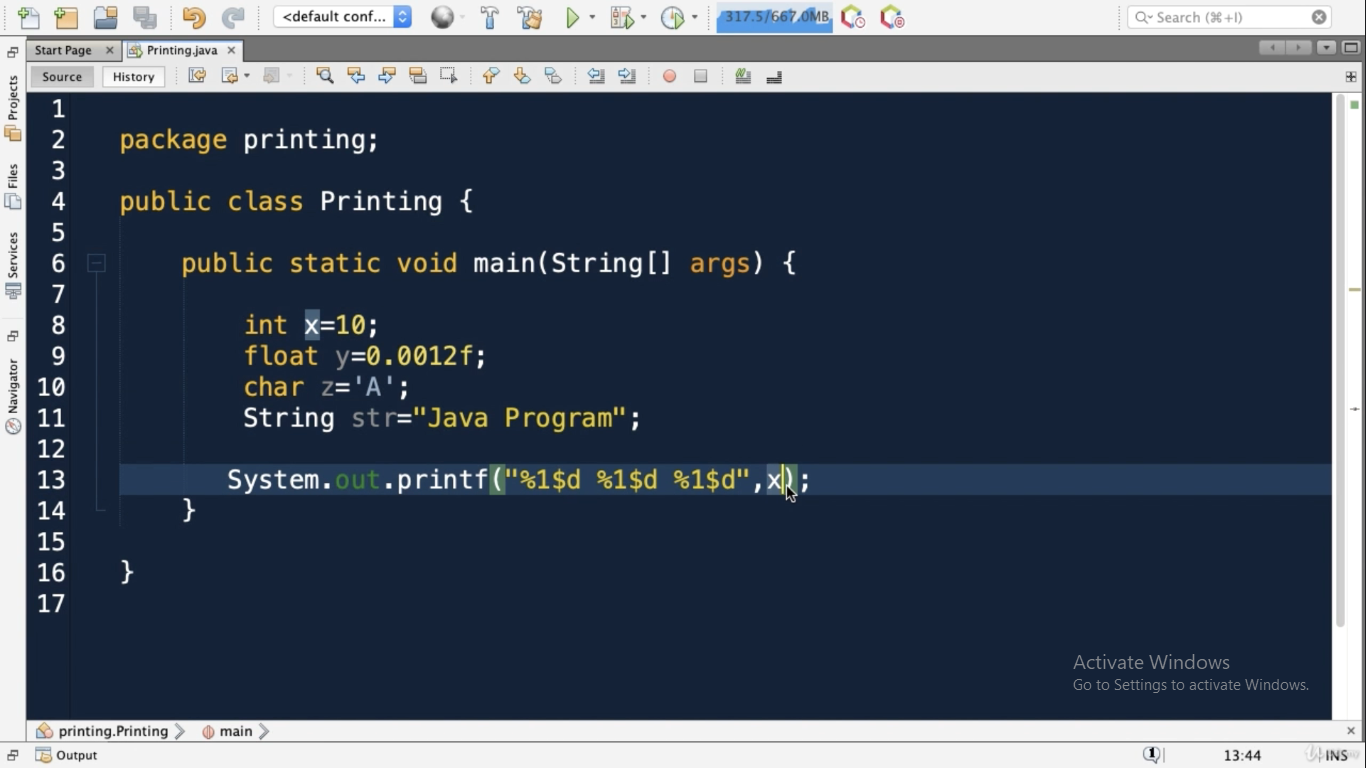 <default conf...
317.5/667.0MB
Search (⌘+I)
Start Page
Printing.java
Source
History
Projects
Files
Services
Navigator
1
2 package printing;
3
4 public class Printing {
5
6 public static void main(String[] args) {
7
8 int x=10;
9 float y=0.0012f;
10 char z='A';
11 String str="Java Program";
12
13 System.out.printf("%1$d %1$d %1$d",x);
14 }
15
16 }
17
Activate Windows
Go to Settings to activate Windows.
printing.Printing
main
Output
1
13:44
INS